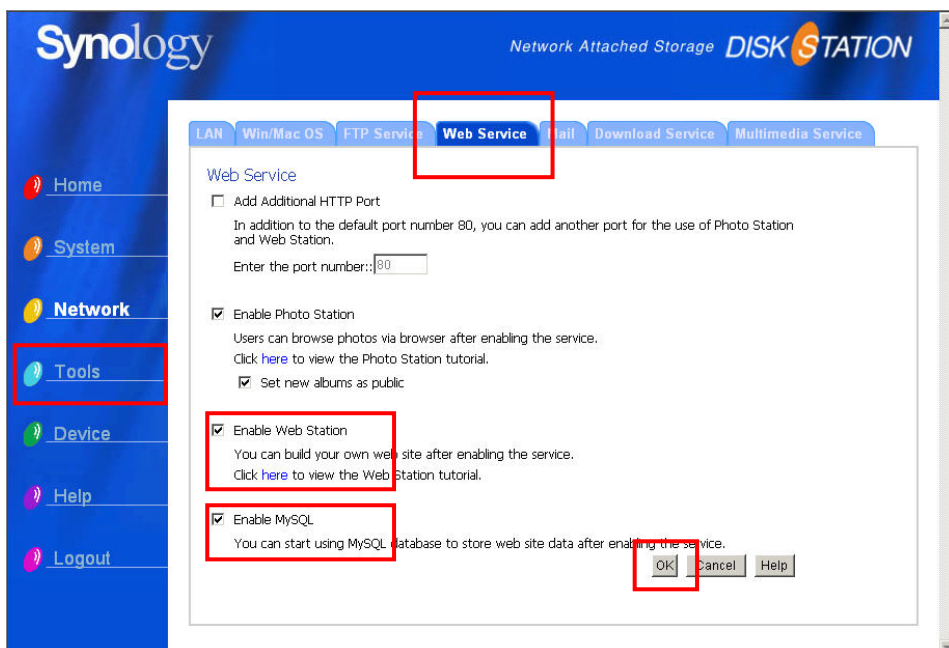 Synology
Network Attached Storage DISK STATION
LAN Win/Mac OS FTP Service Web Service Mail Download Service Multimedia Service
Home
System
Network
Tools
Device
Help
Logout
Web Service
Add Additional HTTP Port
In addition to the default port number 80, you can add another port for the use of Photo Station
and Web Station.
Enter the port number:: 80
Enable Photo Station
Users can browse photos via browser after enabling the service.
Click here to view the Photo Station tutorial.
Set new albums as public
Enable Web Station
You can build your own web site after enabling the service.
Click here to view the Web Station tutorial.
Enable MySQL
You can start using MySQL database to store web site data after enabling the service.
OK Cancel Help